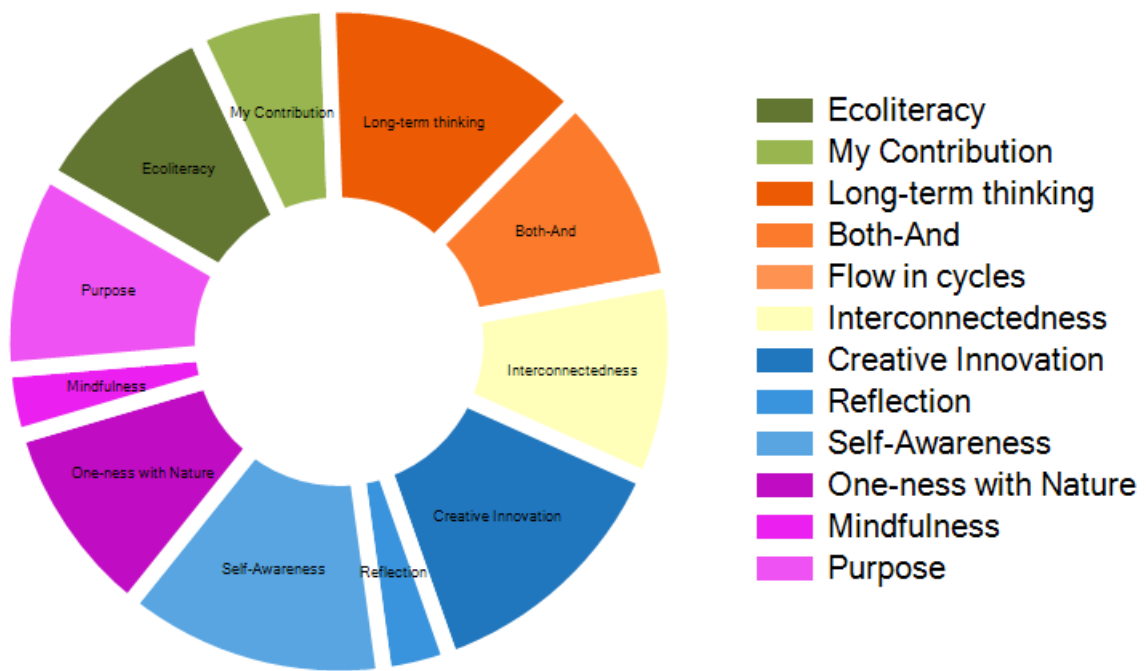 My Contribution
Long-term thinking
Ecoliteracy
Both-And
Purpose
Interconnectedness
Mindfulness
One-ness with Nature
Creative Innovation
Self-Awareness
Reflection
Ecoliteracy
My Contribution
Long-term thinking
Both-And
Flow in cycles
Interconnectedness
Creative Innovation
Reflection
Self-Awareness
One-ness with Nature
Mindfulness
Purpose